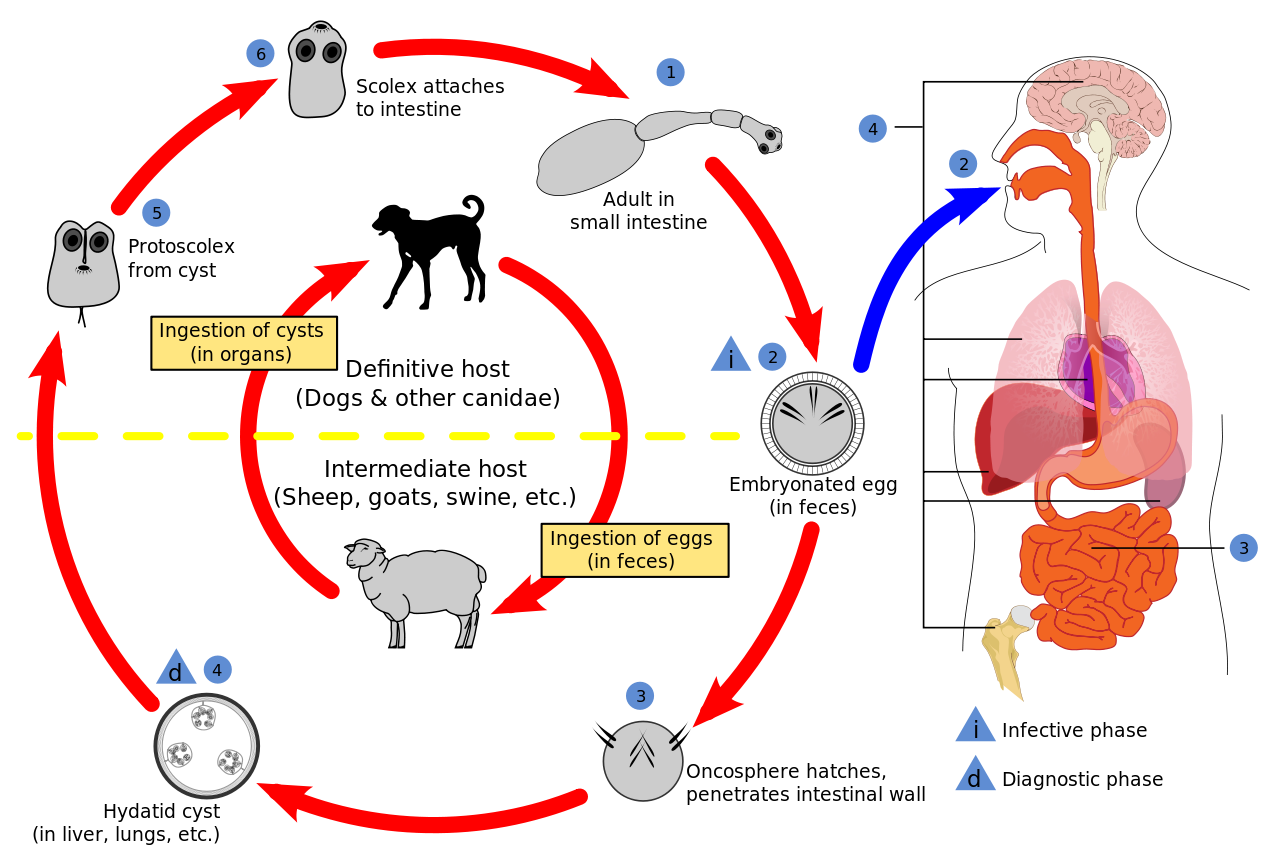 6
Scolex attaches
to intestine
1
Adult in
small intestine
4
2
5
Protoscolex
from cyst
Ingestion of cysts
(in organs)
Definitive host
(Dogs & other canidae)
i
2
Intermediate host
(Sheep, goats, swine, etc.)
Embryonated egg
(in feces)
Ingestion of eggs
(in feces)
3
d
4
3
Hydatid cyst
(in liver, lungs, etc.)
Oncosphere hatches,
penetrates intestinal wall
i Infective phase
d Diagnostic phase